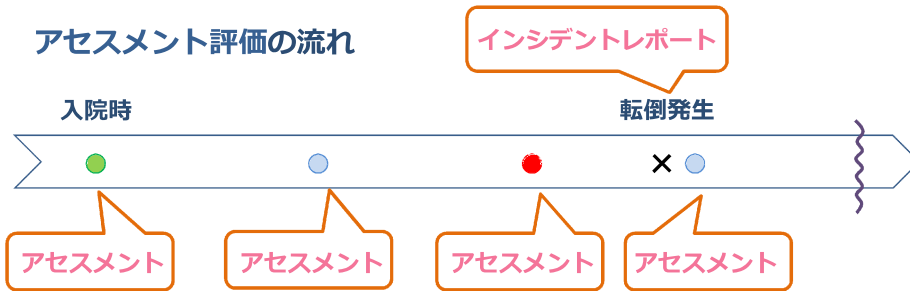 アセスメント評価の流れ
インシデントレポート
入院時
転倒発生
アセスメント
アセスメント
アセスメント
アセスメント